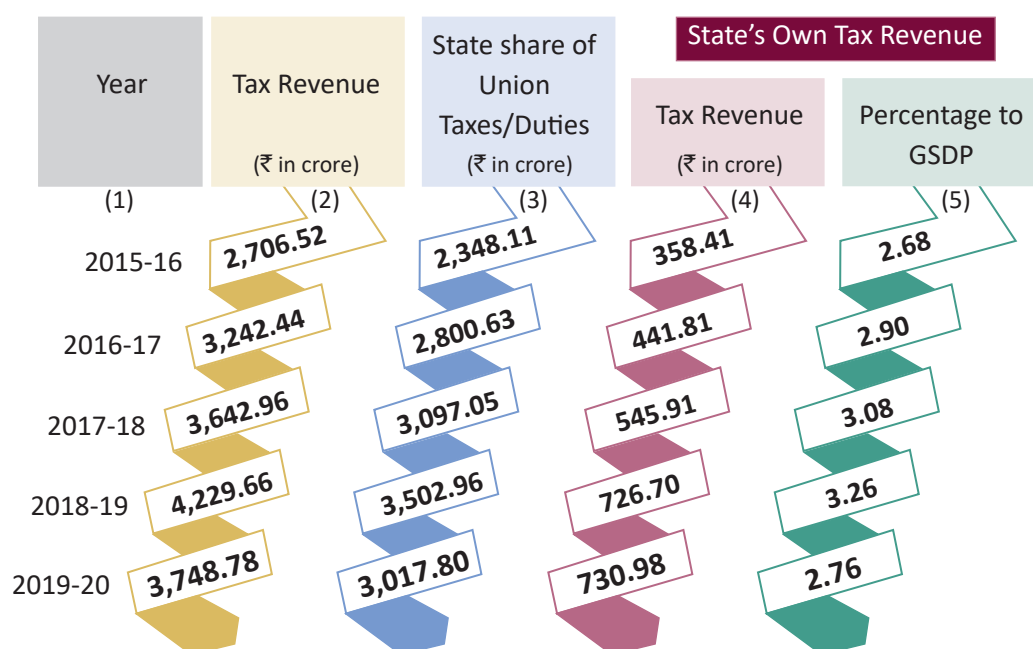 State's Own Tax Revenue
Year
Tax Revenue
(₹ in crore)
State share of
Union
Taxes/Duties
(₹ in crore)
Tax Revenue
(₹ in crore)
Percentage to
GSDP
(1) (2) (3) (4) (5)
2015-16 2,706.52 2,348.11 358.41 2.68
2016-17 3,242.44 2,800.63 441.81 2.90
2017-18 3,642.96 3,097.05 545.91 3.08
2018-19 4,229.66 3,502.96 726.70 3.26
2019-20 3,748.78 3,017.80 730.98 2.76